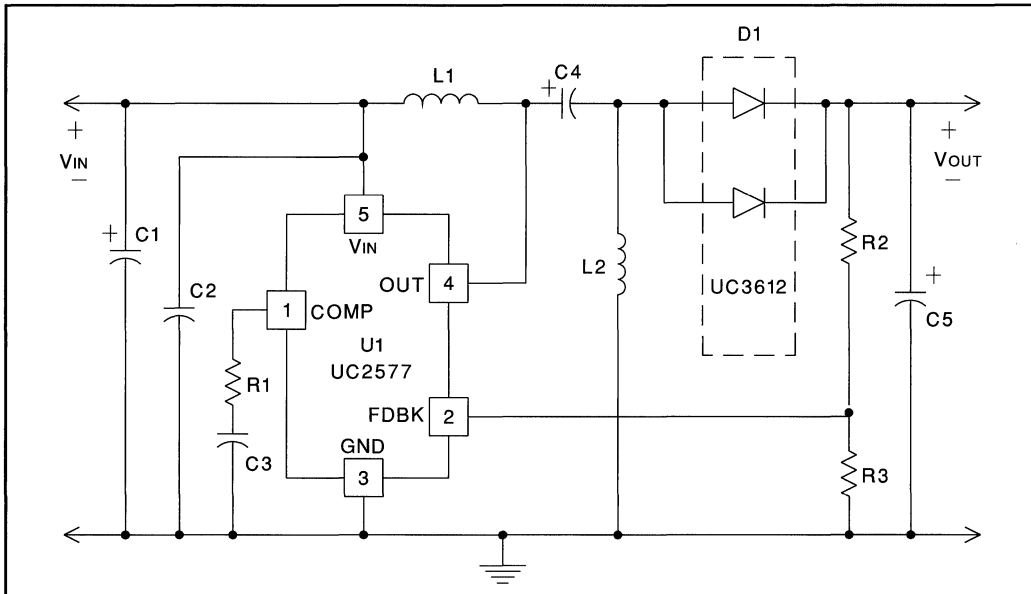 D1
L1
+
C4
+
VIN
−
5
VIN
+
VOUT
−
+
C1
OUT
4
R2
L2
UC3612
C2
1
COMP
+
C5
U1
UC2577
R1
FDBK
2
GND
C3
3
R3